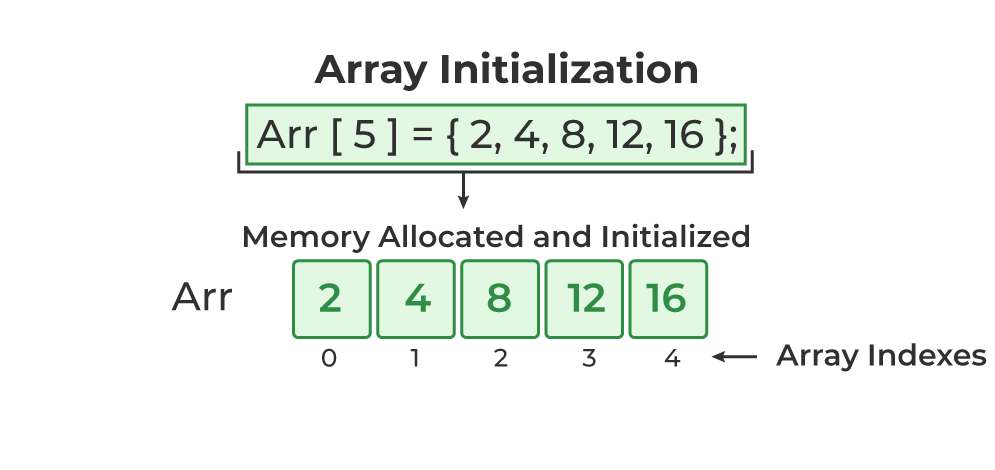 Array Initialization
Arr [ 5 ] = { 2, 4, 8, 12, 16 };
Memory Allocated and Initialized
Arr 2 4 8 12 16
0 1 2 3 4 Array Indexes